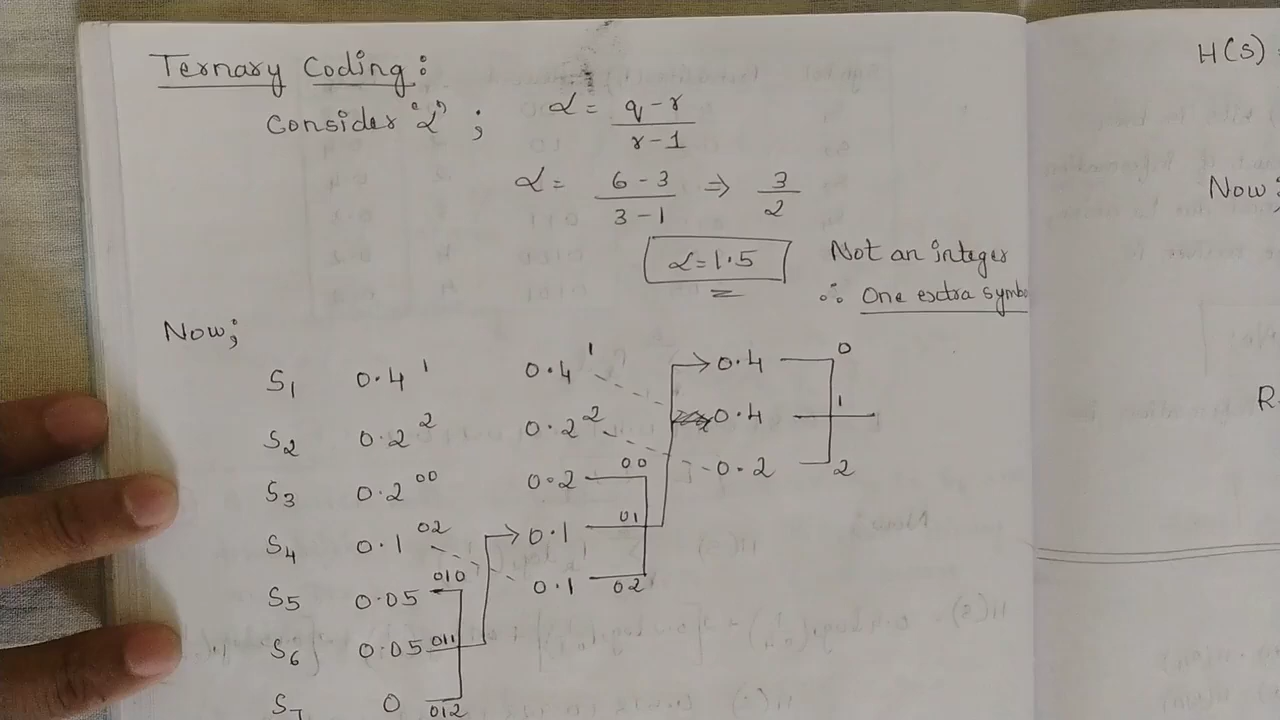 Ternary Coding:
Consider "α"; α = q-r / r-1
α = 6-3 / 3-1 ⇒ 3/2
α=1.5 Not an integer
∴ One extra symbo
Now;
S1 0.4 1 0.4 1 0.4 0
S2 0.2 2 0.2 2 0.4 1
S3 0.2 00 0.2 00 0.2 2
S4 0.1 02 0.1 01
S5 0.05 010 0.1 02
S6 0.05 011
S7 0 012
H(S)
Now;
R